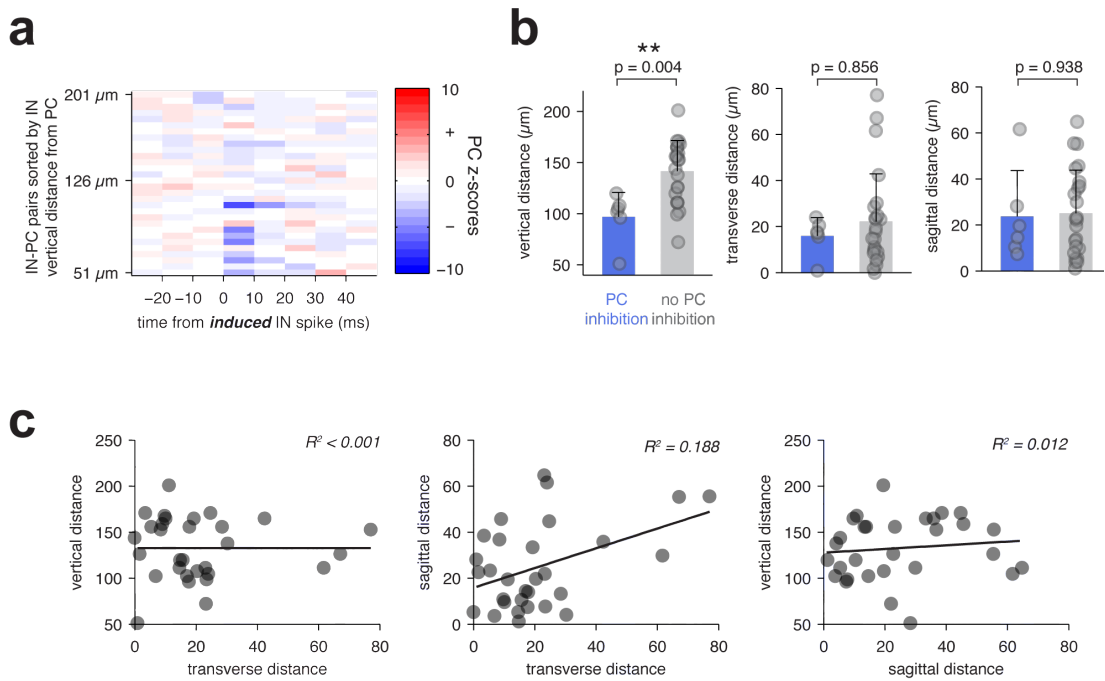 a
201 µm
126 µm
51 µm
IN-PC pairs sorted by IN
vertical distance from PC
−20 −10 0 10 20 30 40
time from induced IN spike (ms)
10
+
−
−10
PC z-scores
b
**
p = 0.004
vertical distance (µm)
200
150
100
50
PC
inhibition
no PC
inhibition
p = 0.856
transverse distance (µm)
80
60
40
20
0
p = 0.938
sagittal distance (µm)
80
60
40
20
0
c
R² < 0.001
vertical distance
250
200
150
100
50
0 20 40 60 80
transverse distance
R² = 0.188
sagittal distance
80
60
40
20
0
0 20 40 60 80
transverse distance
R² = 0.012
vertical distance
250
200
150
100
50
0 20 40 60 80
sagittal distance